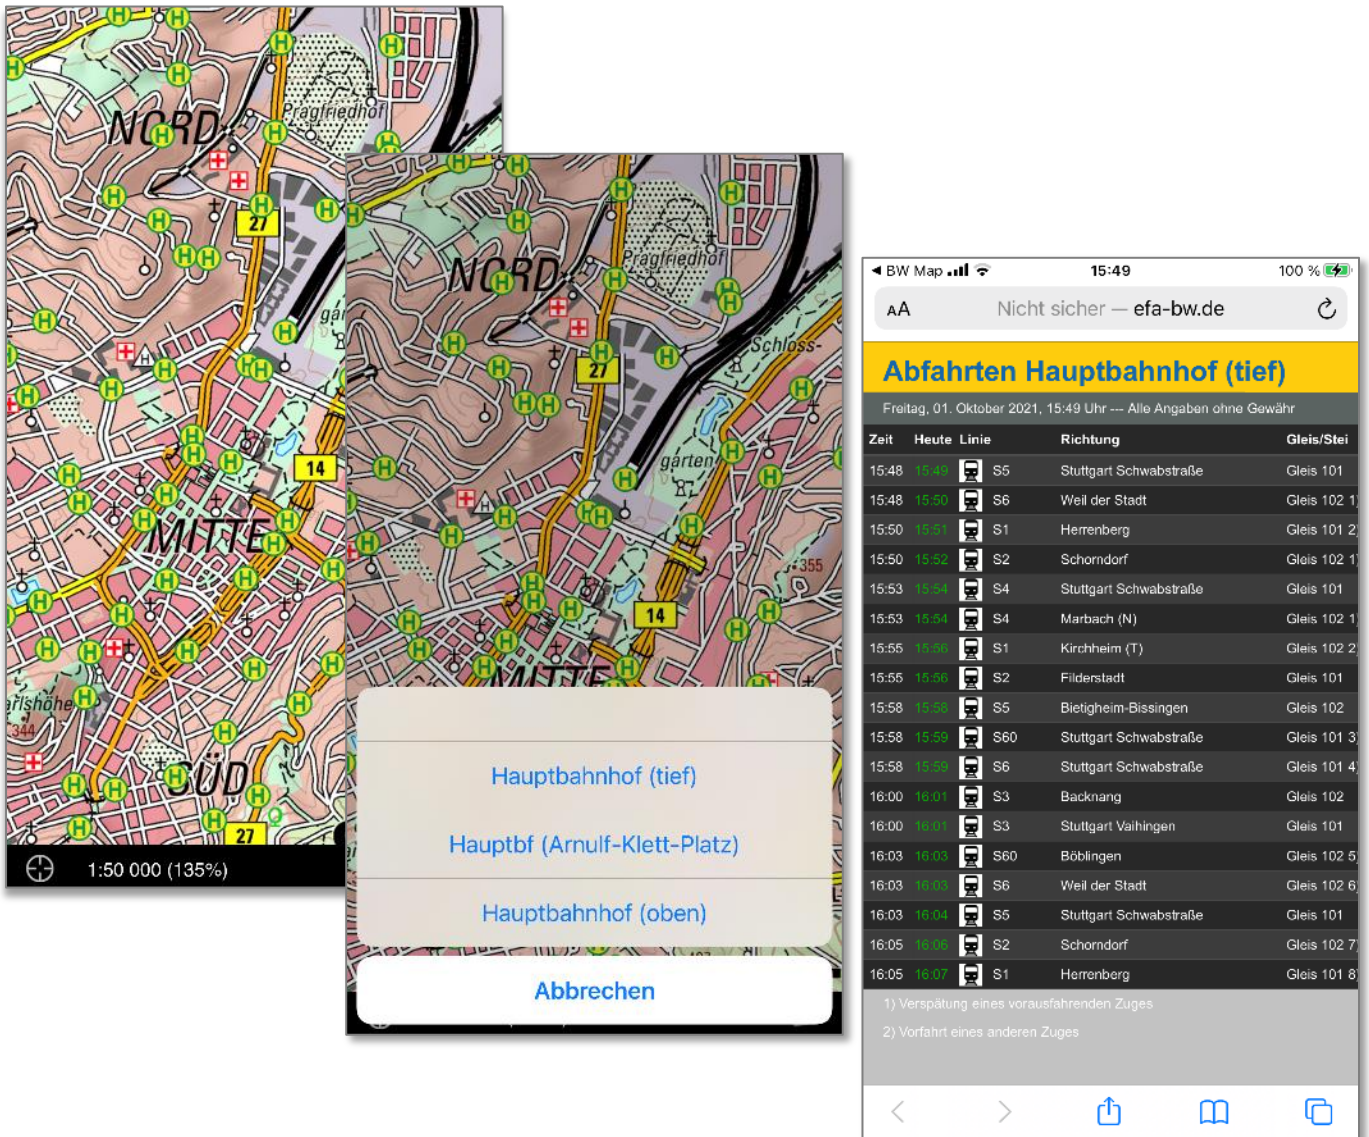 NORD
Pragfriedhof
27
gär
14
MITTE
344
SÜD
27
1:50 000 (135%)
NORD
Pragfriedhof
27
Schloss-
gärten
355
14
MITTE
Hauptbahnhof (tief)
Hauptbf (Arnulf-Klett-Platz)
Hauptbahnhof (oben)
Abbrechen
BW Map 15:49 100 %
AA Nicht sicher — efa-bw.de
Abfahrten Hauptbahnhof (tief)
Freitag, 01. Oktober 2021, 15:49 Uhr --- Alle Angaben ohne Gewähr
Zeit Heute Linie Richtung Gleis/Stei
15:48 15:49 S5 Stuttgart Schwabstraße Gleis 101
15:48 15:50 S6 Weil der Stadt Gleis 102 1)
15:50 15:51 S1 Herrenberg Gleis 101 2)
15:50 15:52 S2 Schorndorf Gleis 102 1)
15:53 15:54 S4 Stuttgart Schwabstraße Gleis 101
15:53 15:54 S4 Marbach (N) Gleis 102 1)
15:55 15:56 S1 Kirchheim (T) Gleis 102 2)
15:55 15:56 S2 Filderstadt Gleis 101
15:58 15:58 S5 Bietigheim-Bissingen Gleis 102
15:58 15:59 S60 Stuttgart Schwabstraße Gleis 101 3)
15:58 15:59 S6 Stuttgart Schwabstraße Gleis 101 4)
16:00 16:01 S3 Backnang Gleis 102
16:00 16:01 S3 Stuttgart Vaihingen Gleis 101
16:03 16:03 S60 Böblingen Gleis 102 5)
16:03 16:03 S6 Weil der Stadt Gleis 102 6)
16:03 16:04 S5 Stuttgart Schwabstraße Gleis 101
16:05 16:06 S2 Schorndorf Gleis 102 7)
16:05 16:07 S1 Herrenberg Gleis 101 8)
1) Verspätung eines vorausfahrenden Zuges
2) Vorfahrt eines anderen Zuges